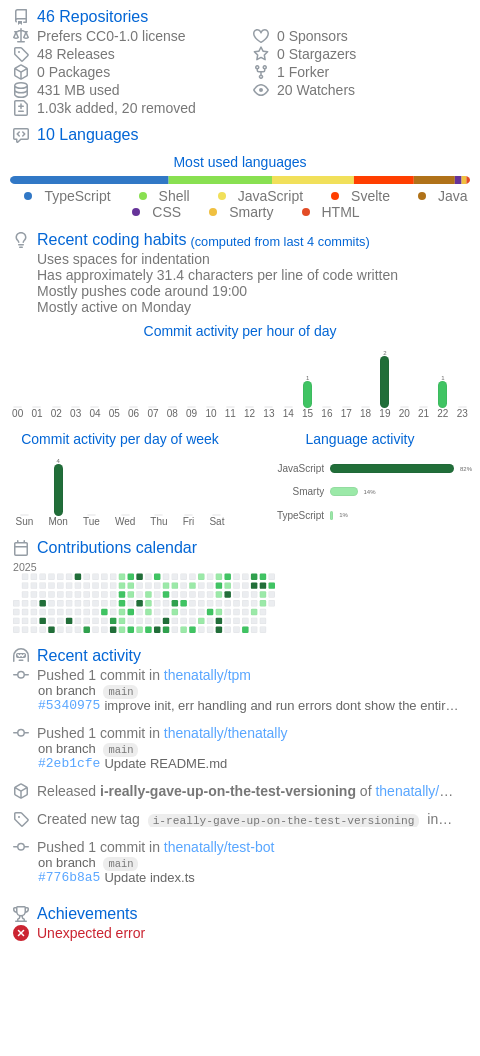 46 Repositories
Prefers CC0-1.0 license
0 Sponsors
48 Releases
0 Stargazers
0 Packages
1 Forker
431 MB used
20 Watchers
1.03k added, 20 removed
10 Languages
Most used languages
TypeScript Shell JavaScript Svelte Java
CSS Smarty HTML
Recent coding habits (computed from last 4 commits)
Uses spaces for indentation
Has approximately 31.4 characters per line of code written
Mostly pushes code around 19:00
Mostly active on Monday
Commit activity per hour of day
1 2 1
00 01 02 03 04 05 06 07 08 09 10 11 12 13 14 15 16 17 18 19 20 21 22 23
Commit activity per day of week
4
Sun Mon Tue Wed Thu Fri Sat
Language activity
JavaScript 82%
Smarty 14%
TypeScript 1%
Contributions calendar
2025
Recent activity
Pushed 1 commit in thenatally/tpm
on branch main
#5340975 improve init, err handling and run errors dont show the entir…
Pushed 1 commit in thenatally/thenatally
on branch main
#2eb1cfe Update README.md
Released i-really-gave-up-on-the-test-versioning of thenatally/…
Created new tag i-really-gave-up-on-the-test-versioning in…
Pushed 1 commit in thenatally/test-bot
on branch main
#776b8a5 Update index.ts
Achievements
Unexpected error